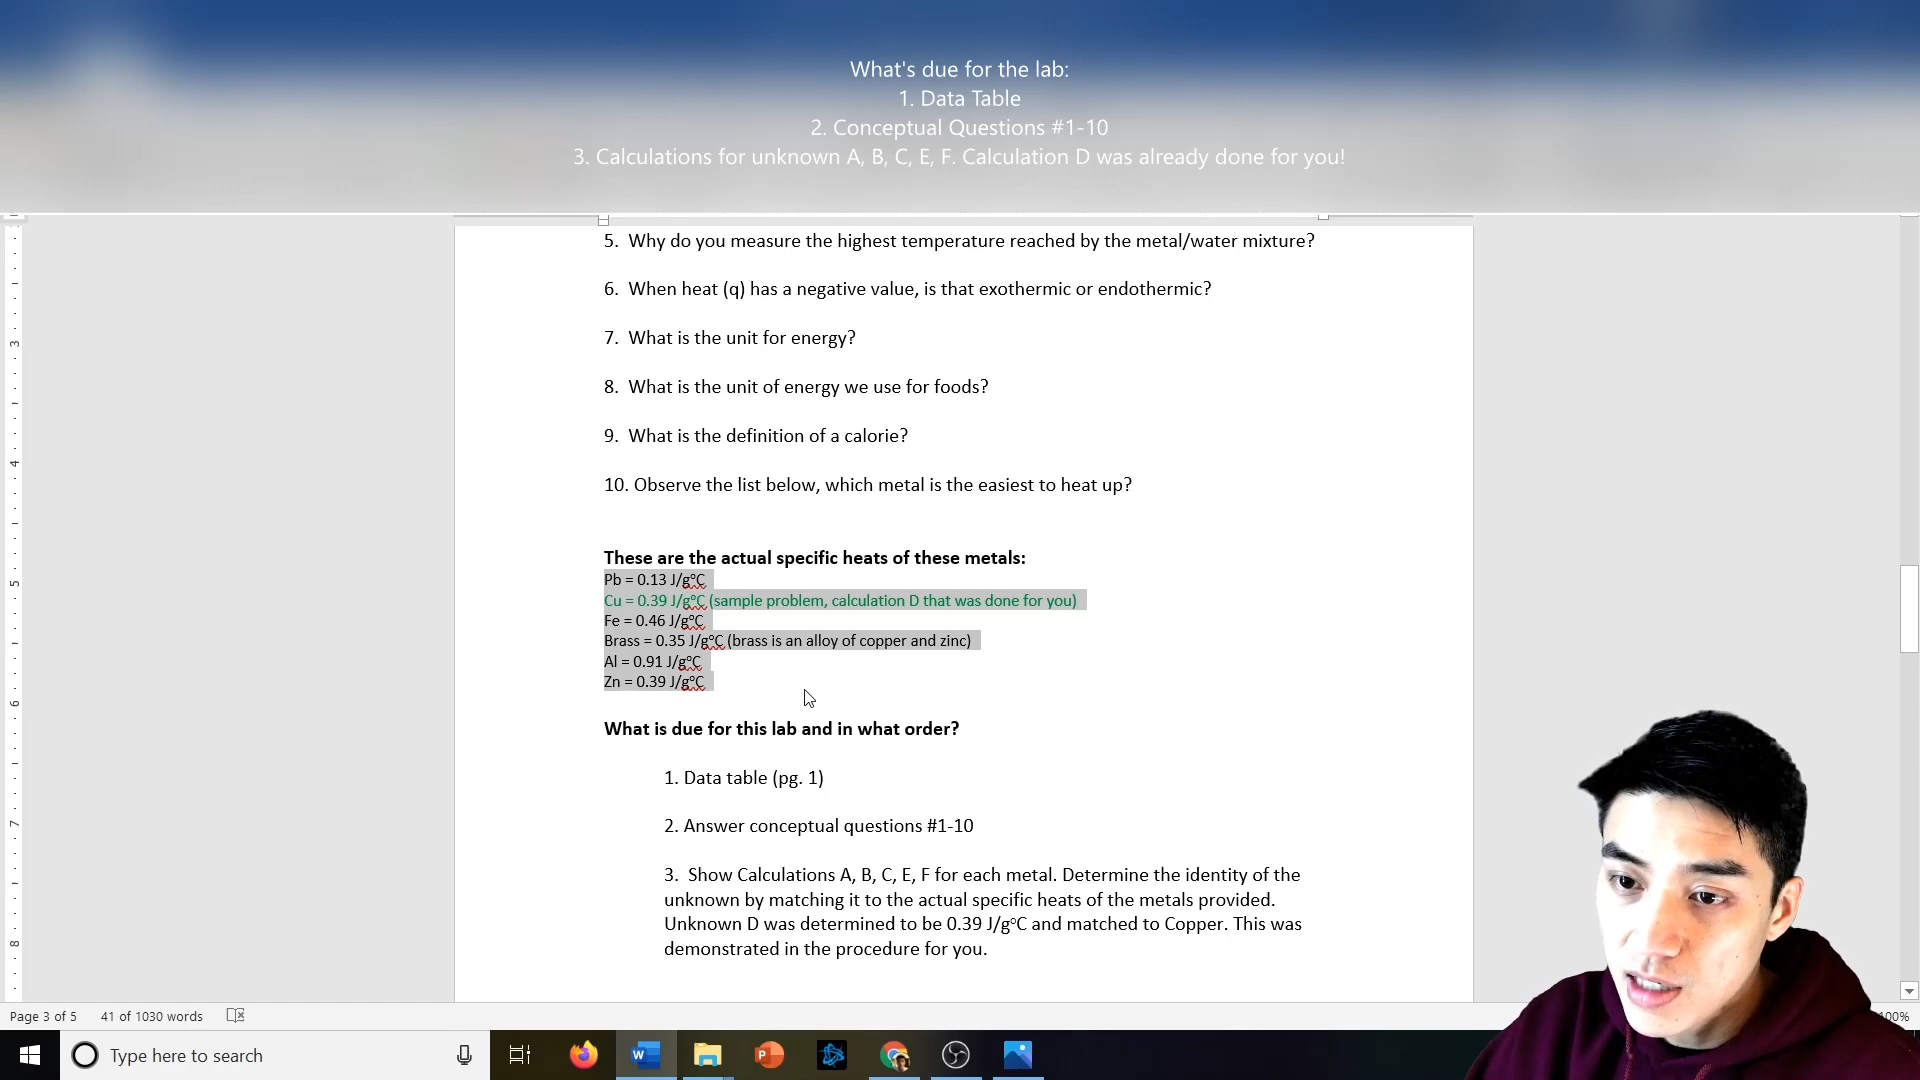 What's due for the lab:
1. Data Table
2. Conceptual Questions #1-10
3. Calculations for unknown A, B, C, E, F. Calculation D was already done for you!
5. Why do you measure the highest temperature reached by the metal/water mixture?
6. When heat (q) has a negative value, is that exothermic or endothermic?
7. What is the unit for energy?
8. What is the unit of energy we use for foods?
9. What is the definition of a calorie?
10. Observe the list below, which metal is the easiest to heat up?
These are the actual specific heats of these metals:
Pb = 0.13 J/g°C
Cu = 0.39 J/g°C (sample problem, calculation D that was done for you)
Fe = 0.46 J/g°C
Brass = 0.35 J/g°C (brass is an alloy of copper and zinc)
Al = 0.91 J/g°C
Zn = 0.39 J/g°C
What is due for this lab and in what order?
1. Data table (pg. 1)
2. Answer conceptual questions #1-10
3. Show Calculations A, B, C, E, F for each metal. Determine the identity of the
unknown by matching it to the actual specific heats of the metals provided.
Unknown D was determined to be 0.39 J/g°C and matched to Copper. This was
demonstrated in the procedure for you.
3
4
5
6
7
8
Page 3 of 5 41 of 1030 words 100%
Type here to search